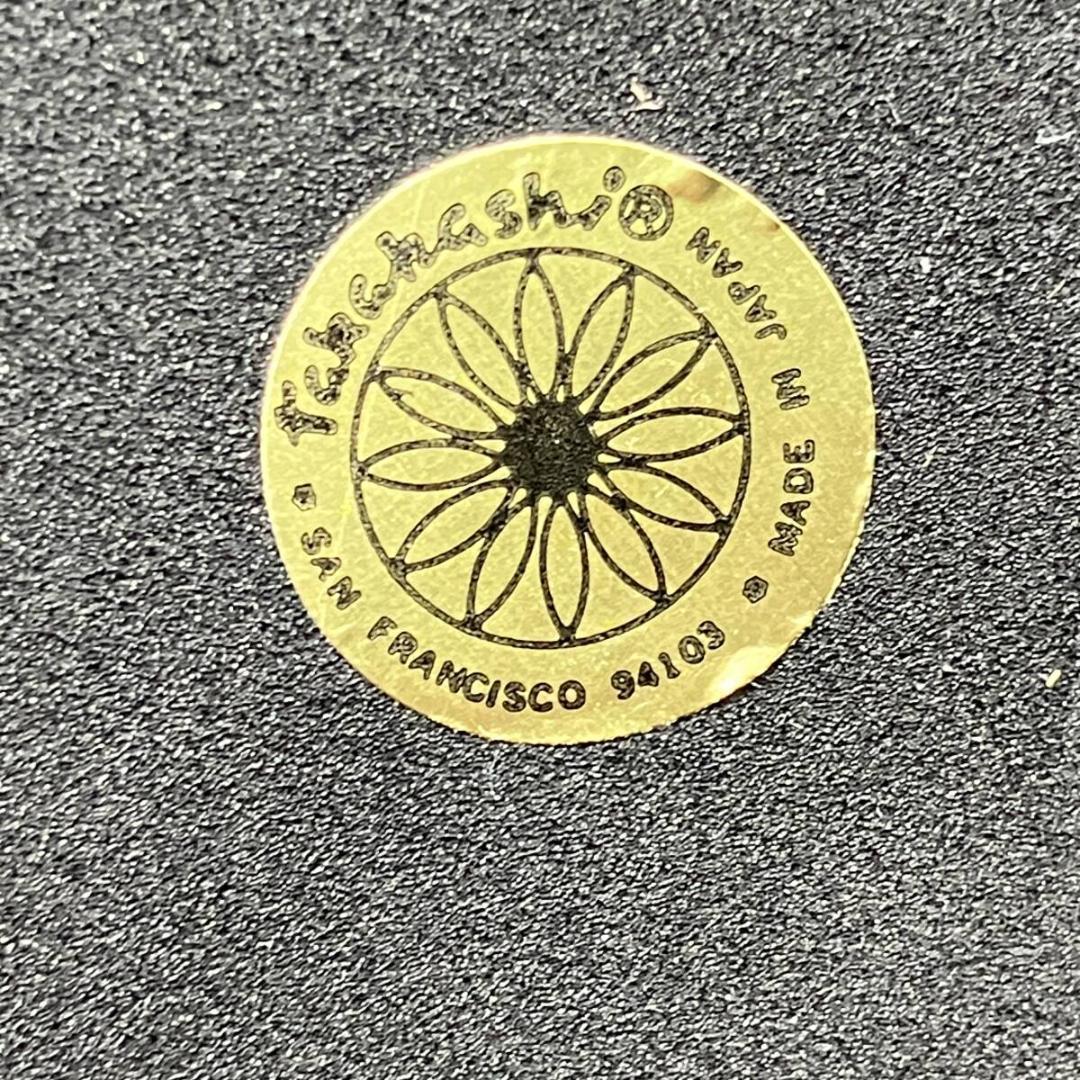 Takahashi®
SAN FRANCISCO 94103
MADE IN JAPAN